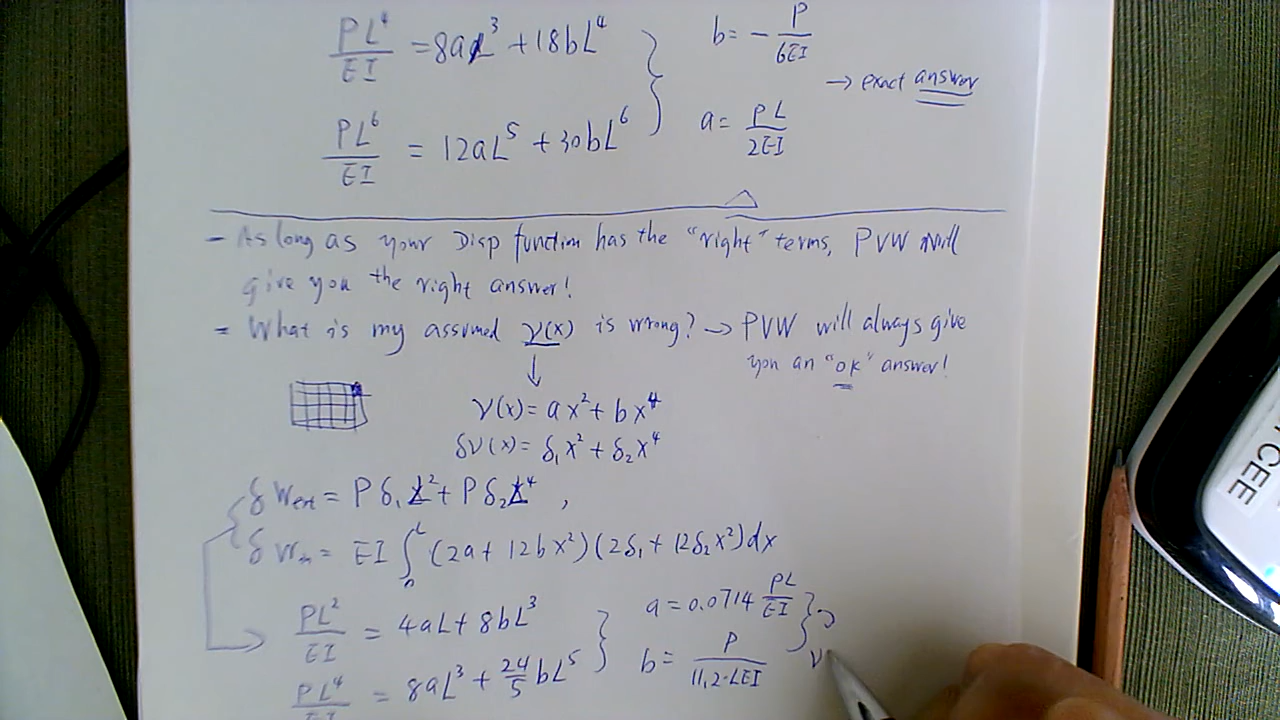 PL⁴/EI = 8aL³ + 18bL⁴
b = - P/6EI
→ exact answer
PL⁶/EI = 12aL⁵ + 30bL⁶
a = PL/2EI
- As long as your Disp function has the "right" terms, PVW will
give you the right answer!
- What is my assumed v(x) is wrong? → PVW will always give
you an "ok" answer!
v(x) = ax² + bx⁴
δv(x) = δ₁x² + δ₂x⁴
δWext = Pδ₁L² + Pδ₂L⁴ ,
δWin = EI ∫₀ᴸ (2a + 12bx²)(2δ₁ + 12δ₂x²)dx
PL²/EI = 4aL + 8bL³
a = 0.0714 PL/EI
PL⁴/EI = 8aL³ + 24/5 bL⁵
b = P/11.2·LEI
v
CEE